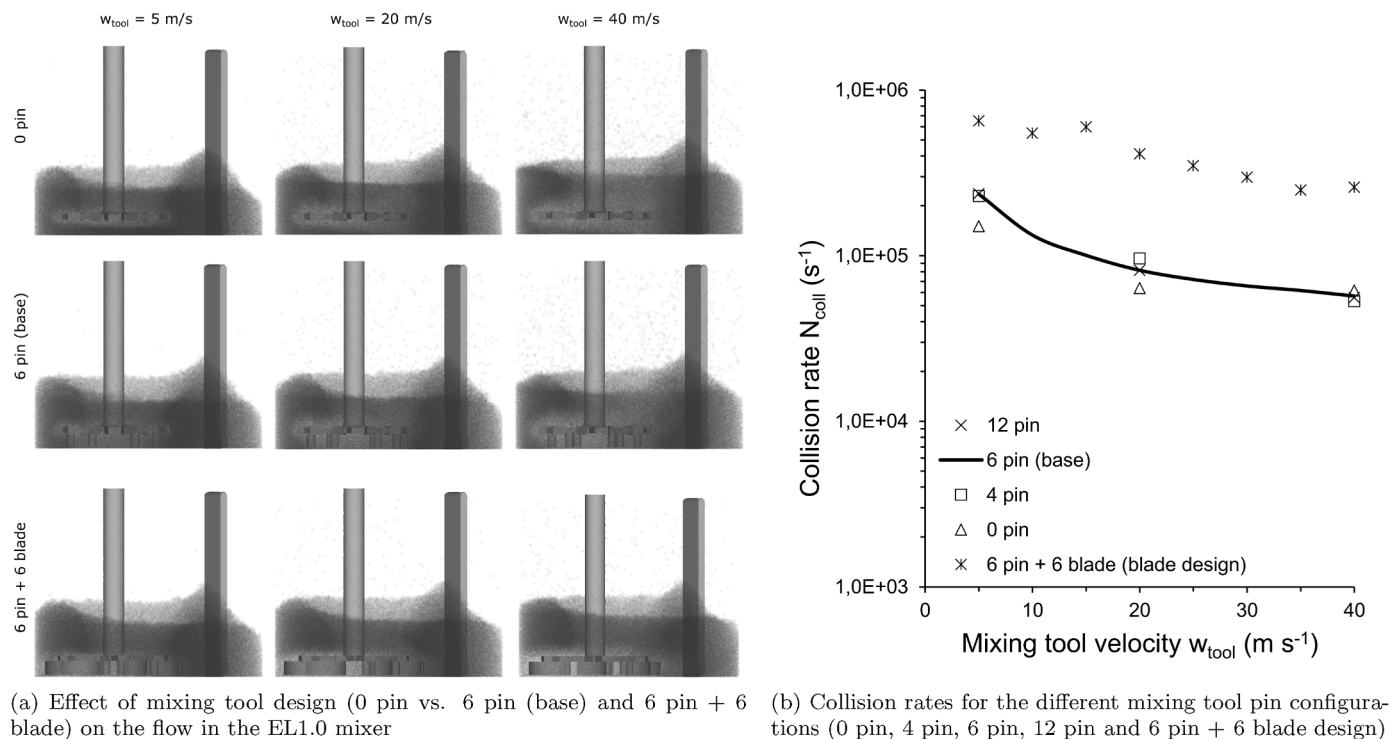 w_tool = 5 m/s
w_tool = 20 m/s
w_tool = 40 m/s
0 pin
6 pin (base)
6 pin + 6 blade
(a) Effect of mixing tool design (0 pin vs. 6 pin (base) and 6 pin + 6
blade) on the flow in the EL1.0 mixer
Collision rate N_coll (s⁻¹)
1,0E+06
1,0E+05
1,0E+04
1,0E+03
12 pin
6 pin (base)
4 pin
0 pin
6 pin + 6 blade (blade design)
0
10
20
30
40
Mixing tool velocity w_tool (m s⁻¹)
(b) Collision rates for the different mixing tool pin configura-
tions (0 pin, 4 pin, 6 pin, 12 pin and 6 pin + 6 blade design)